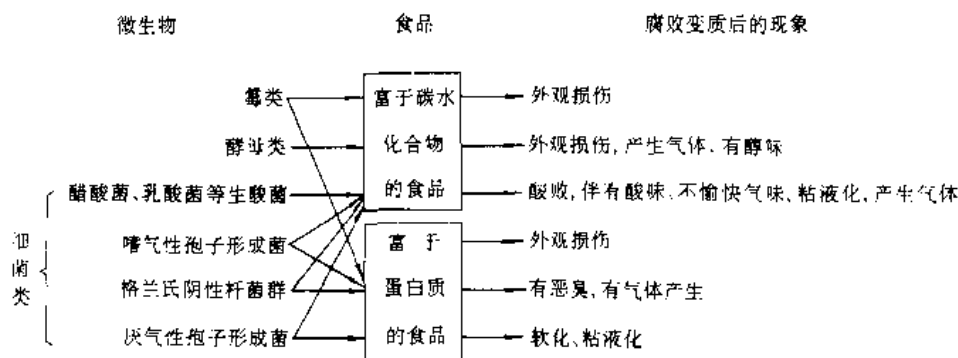 微生物 食品 腐败变质后的现象
霉类 富于碳水 外观损伤
酵母类 化合物 外观损伤,产生气体、有醇味
醋酸菌、乳酸菌等生酸菌 的食品 酸败,伴有酸味、不愉快气味、粘液化,产生气体
嗜气性孢子形成菌 富于 外观损伤
细菌类 格兰氏阴性杆菌群 蛋白质 有恶臭,有气体产生
厌气性孢子形成菌 的食品 软化、粘液化